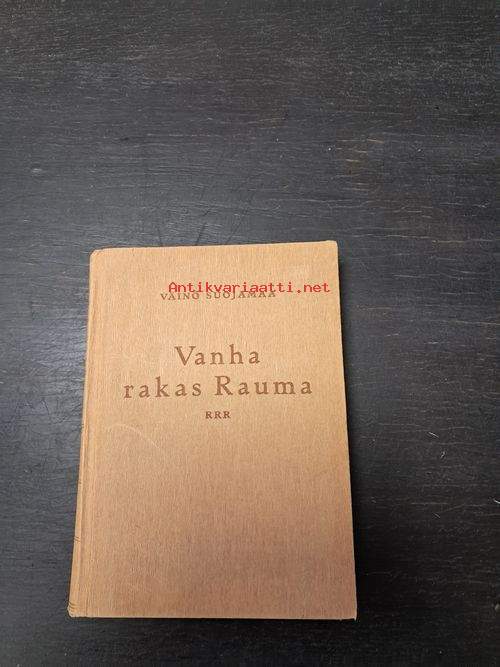 Antikvariaatti.net
VÄINÖ SUOJAMAA
Vanha
rakas Rauma
RRR